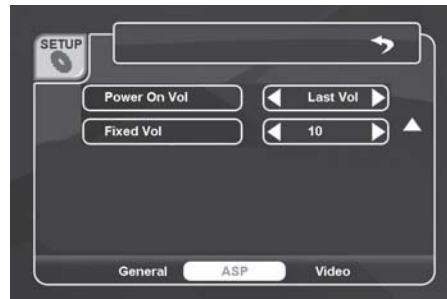 SETUP
Power On Vol Last Vol
Fixed Vol 10
General ASP Video